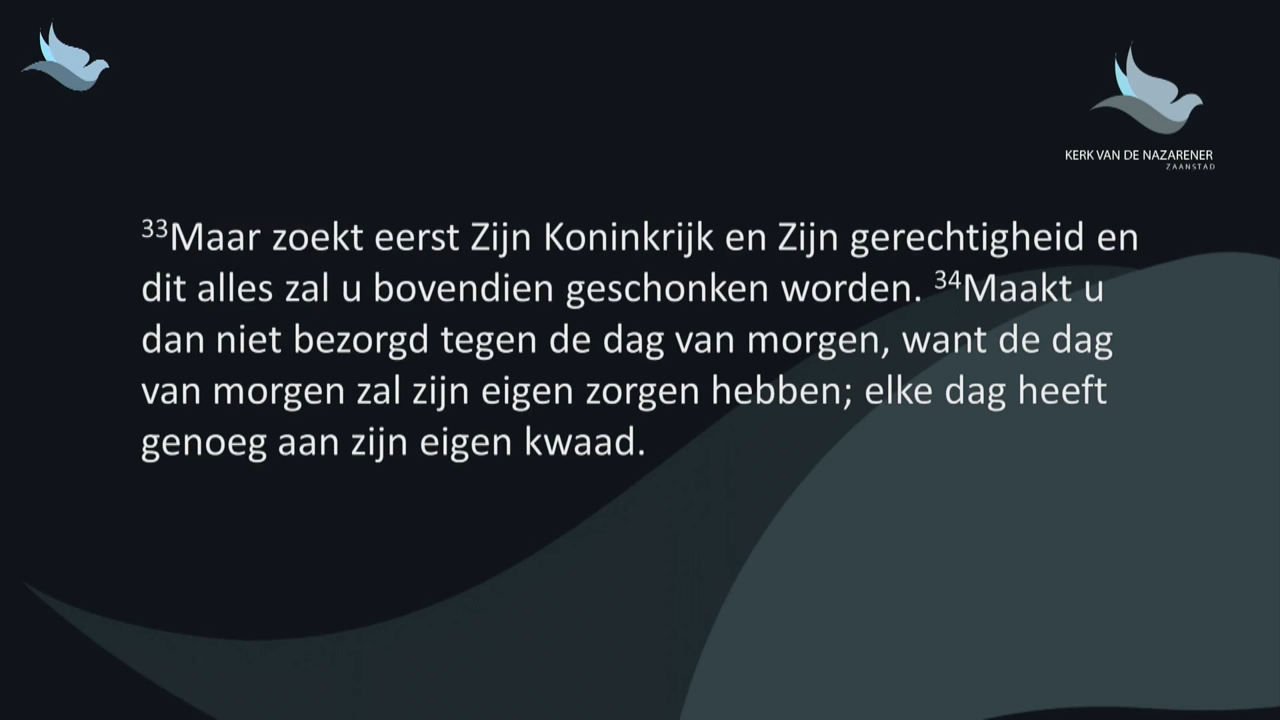 KERK VAN DE NAZARENER
ZAANSTAD
³³Maar zoekt eerst Zijn Koninkrijk en Zijn gerechtigheid en
dit alles zal u bovendien geschonken worden. ³⁴Maakt u
dan niet bezorgd tegen de dag van morgen, want de dag
van morgen zal zijn eigen zorgen hebben; elke dag heeft
genoeg aan zijn eigen kwaad.